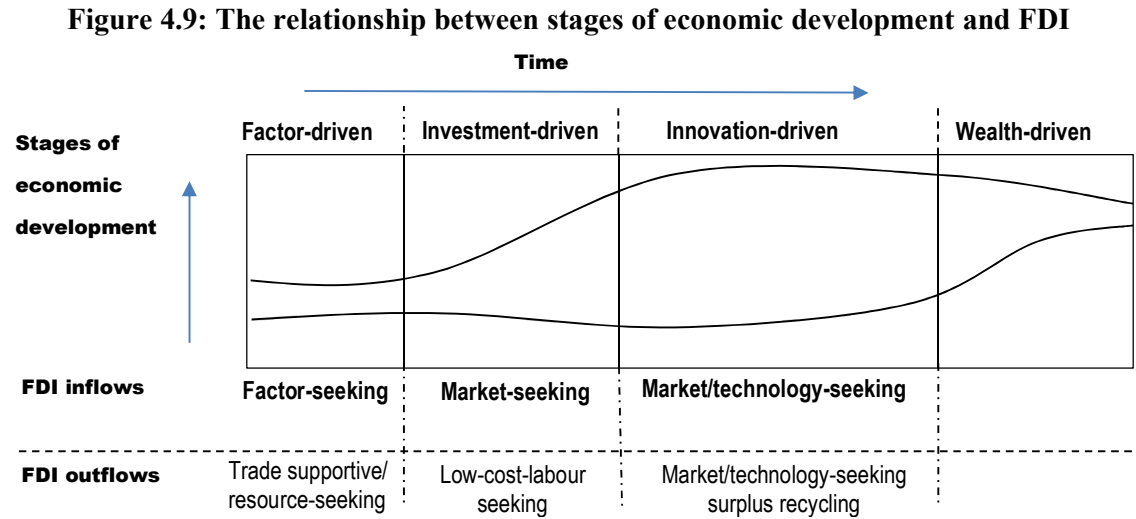 Figure 4.9: The relationship between stages of economic development and FDI
Time
Stages of
economic
development
Factor-driven
Investment-driven
Innovation-driven
Wealth-driven
FDI inflows
Factor-seeking
Market-seeking
Market/technology-seeking
FDI outflows
Trade supportive/
resource-seeking
Low-cost-labour
seeking
Market/technology-seeking
surplus recycling